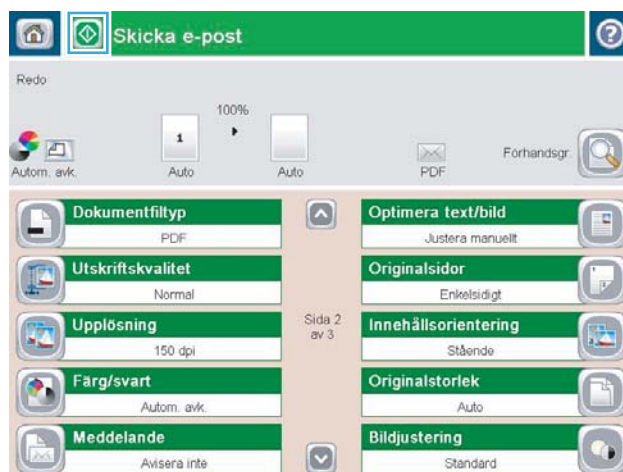 Skicka e-post
Redo
100%
1
Autom. avk.
Auto
Auto
PDF
Förhandsgr.
Dokumentfiltyp
PDF
Utskriftskvalitet
Normal
Upplösning
150 dpi
Färg/svart
Autom. avk.
Meddelande
Avisera inte
Sida 2
av 3
Optimera text/bild
Justera manuellt
Originalsidor
Enkelsidigt
Innehållsorientering
Stående
Originalstorlek
Auto
Bildjustering
Standard